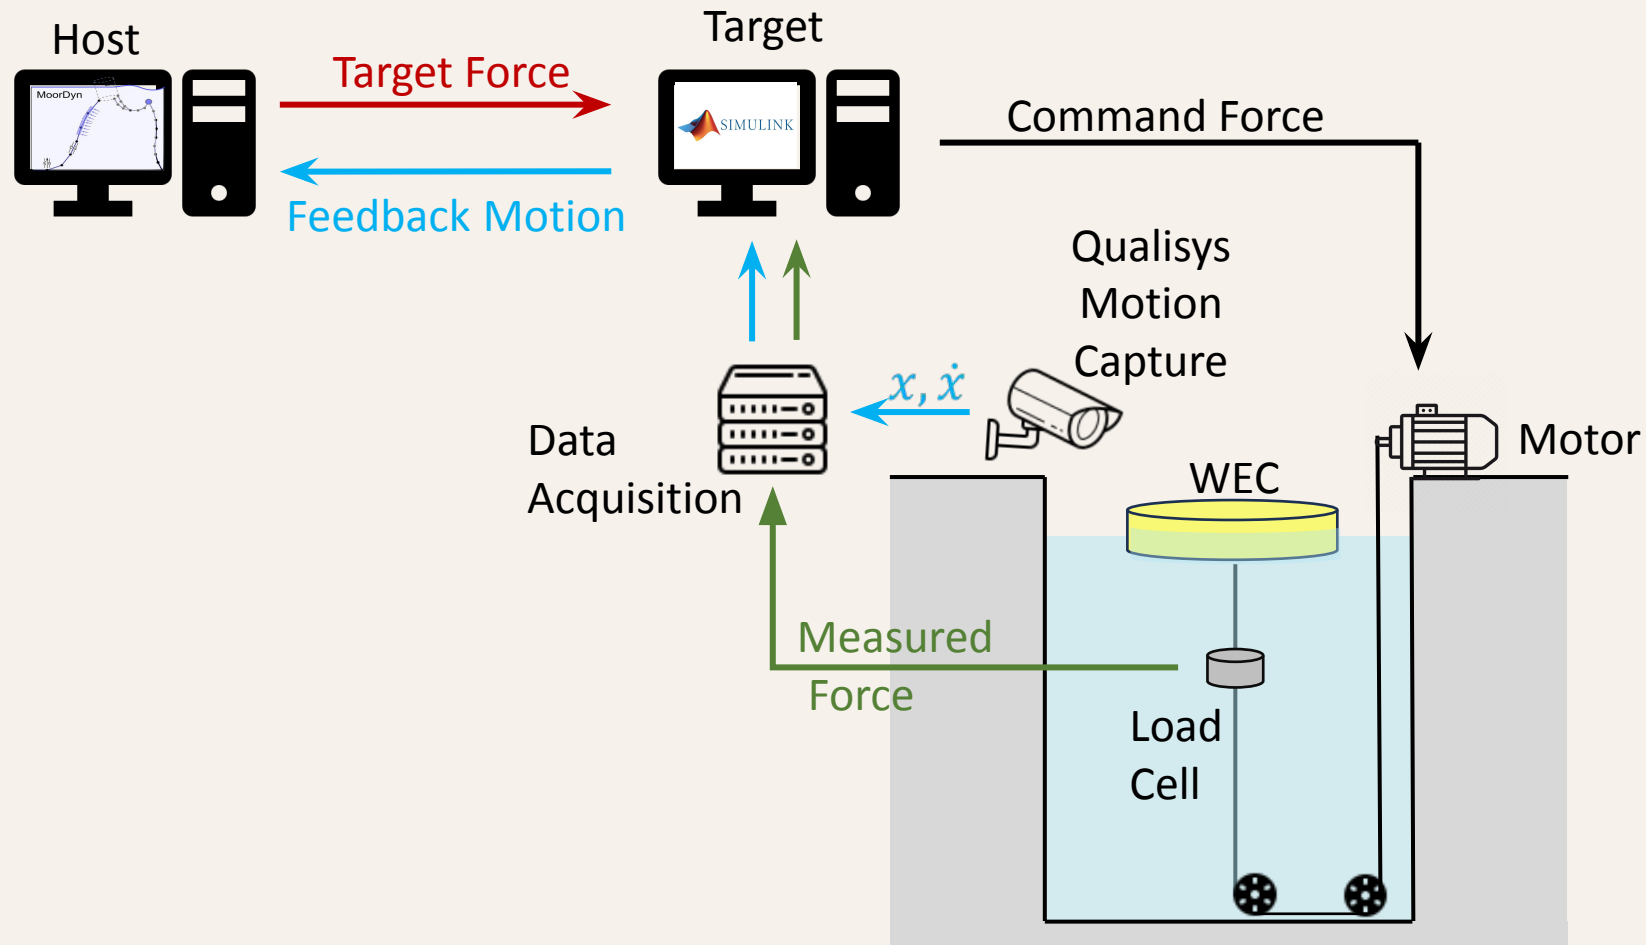 Host
Target
MoorDyn
Target Force
SIMULINK
Command Force
Feedback Motion
Qualisys
Motion
Capture
x, ẋ
Data
Acquisition
Motor
WEC
Measured
Force
Load
Cell